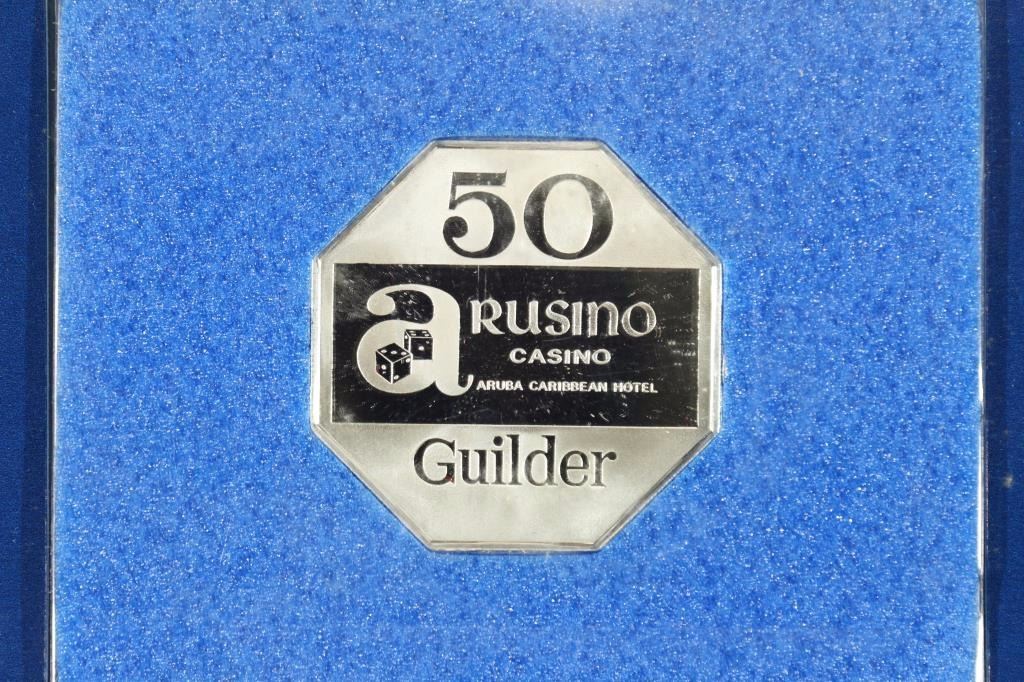 50
aRUSINO
CASINO
ARUBA CARIBBEAN HOTEL
Guilder